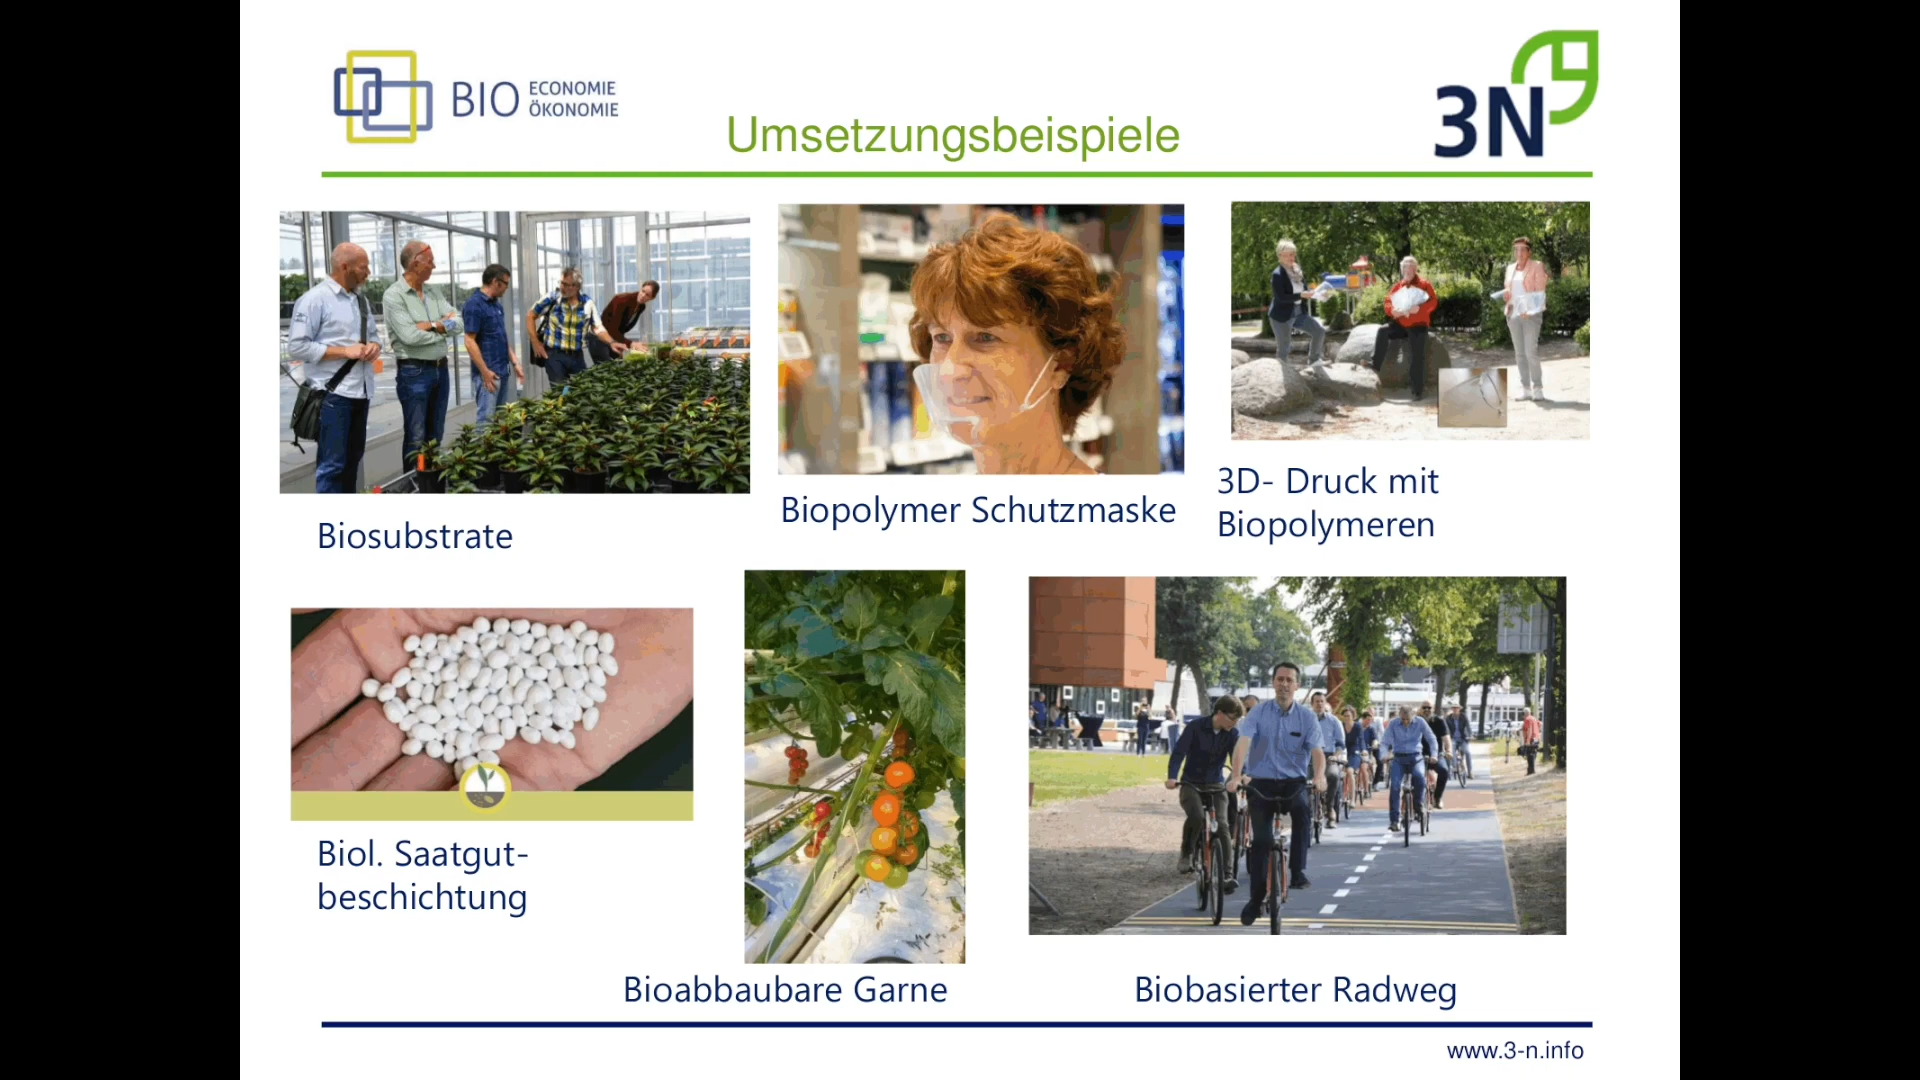 BIO ECONOMIE
ÖKONOMIE
3N
Umsetzungsbeispiele
Biosubstrate
Biopolymer Schutzmaske
3D- Druck mit
Biopolymeren
Biol. Saatgut-
beschichtung
Bioabbaubare Garne
Biobasierter Radweg
www.3-n.info